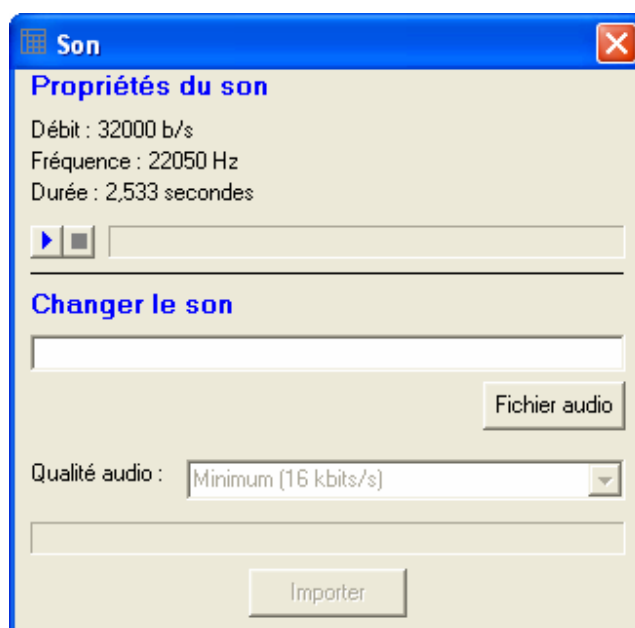 Son
Propriétés du son
Débit : 32000 b/s
Fréquence : 22050 Hz
Durée : 2,533 secondes
Changer le son
Fichier audio
Qualité audio : Minimum (16 kbits/s)
Importer